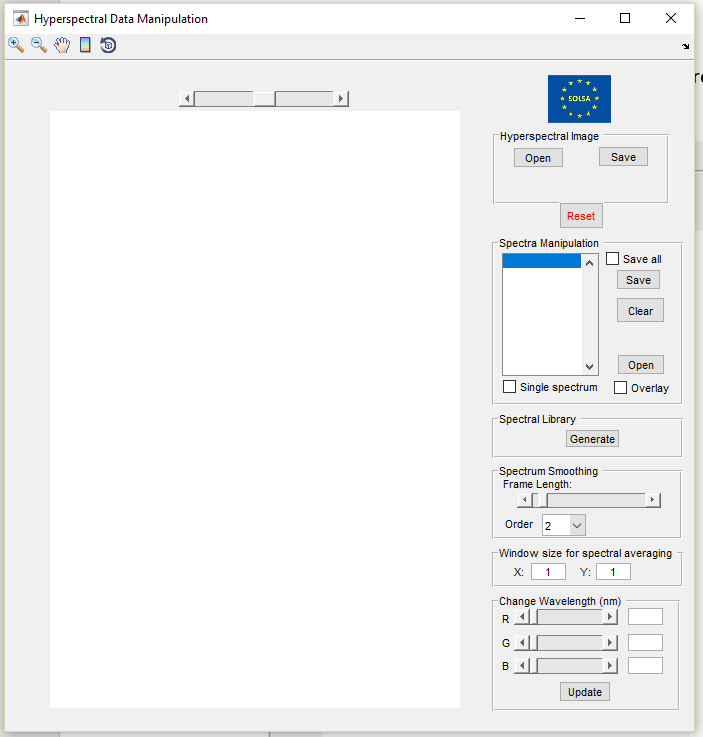 Hyperspectral Data Manipulation
SOLSA
Hyperspectral Image
Open Save
Reset
Spectra Manipulation
Save all
Save
Clear
Open
Single spectrum Overlay
Spectral Library
Generate
Spectrum Smoothing
Frame Length:
Order 2
Window size for spectral averaging
X: 1 Y: 1
Change Wavelength (nm)
R
G
B
Update